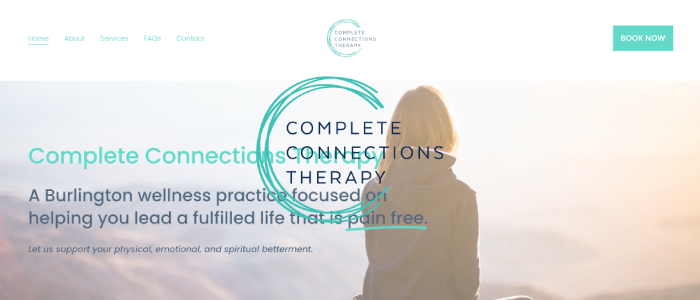 Home About Services FAQs Contact
COMPLETE
CONNECTIONS
THERAPY
BOOK NOW
COMPLETE
CONNECTIONS
THERAPY
Complete Connections Therapy
A Burlington wellness practice focused on
helping you lead a fulfilled life that is pain free.
Let us support your physical, emotional, and spiritual betterment.